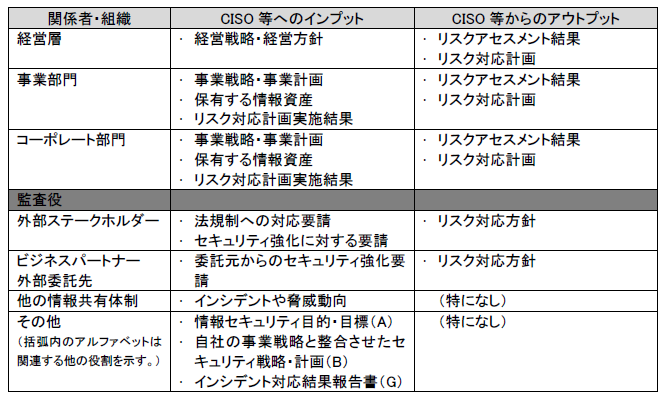 関係者・組織 CISO 等へのインプット CISO 等からのアウトプット
経営層 ・ 経営戦略・経営方針 ・ リスクアセスメント結果
・ リスク対応計画
事業部門 ・ 事業戦略・事業計画 ・ リスクアセスメント結果
・ 保有する情報資産 ・ リスク対応計画
・ リスク対応計画実施結果
コーポレート部門 ・ 事業戦略・事業計画 ・ リスクアセスメント結果
・ 保有する情報資産 ・ リスク対応計画
・ リスク対応計画実施結果
監査役
外部ステークホルダー ・ 法規制への対応要請 ・ リスク対応方針
・ セキュリティ強化に対する要請
ビジネスパートナー ・ 委託元からのセキュリティ強化要 ・ リスク対応方針
外部委託先 請
他の情報共有体制 ・ インシデントや脅威動向 （特になし）
その他 ・ 情報セキュリティ目的・目標（A） （特になし）
（括弧内のアルファベットは ・ 自社の事業戦略と整合させたセ
関連する他の役割を示す。） キュリティ戦略・計画（B）
・ インシデント対応結果報告書（G）